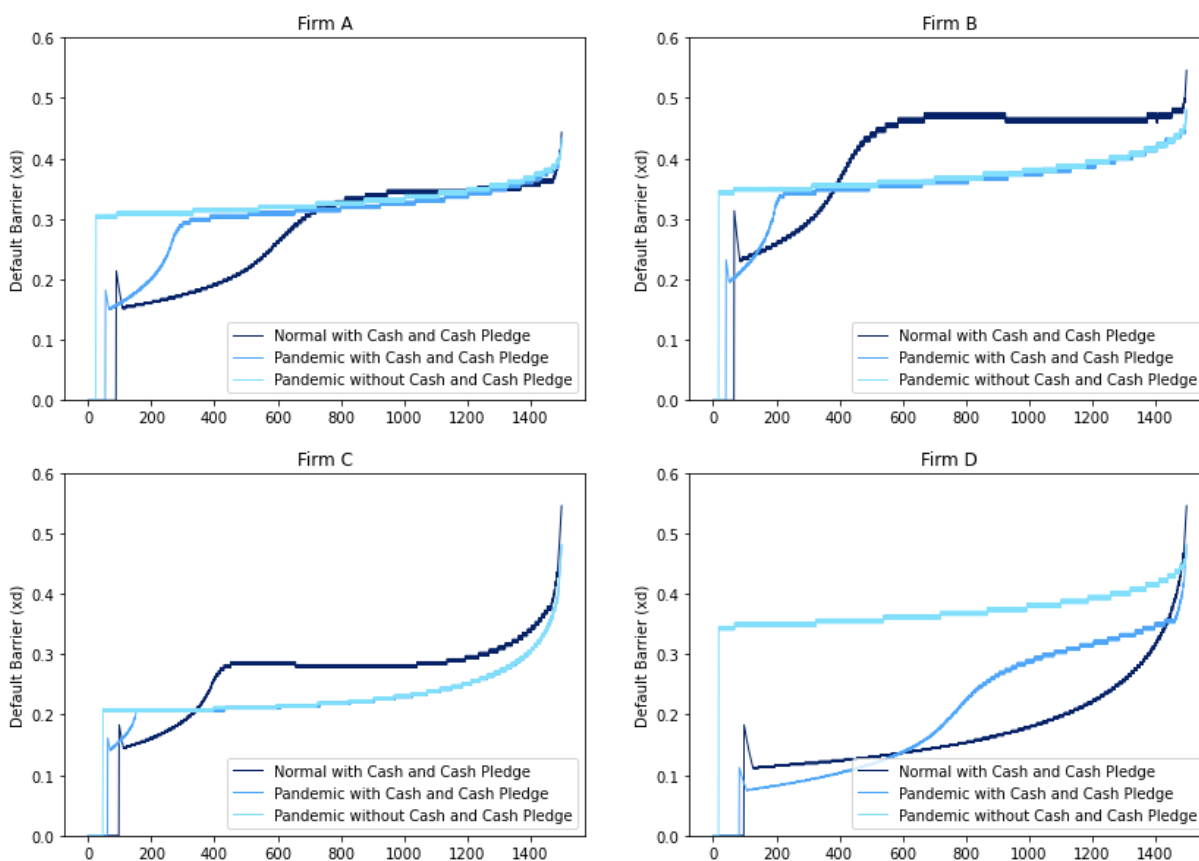 Firm A
0.6
0.5
0.4
0.3
0.2
0.1
0.0
Default Barrier (xd)
Normal with Cash and Cash Pledge
Pandemic with Cash and Cash Pledge
Pandemic without Cash and Cash Pledge
0 200 400 600 800 1000 1200 1400
Firm B
0.6
0.5
0.4
0.3
0.2
0.1
0.0
Default Barrier (xd)
Normal with Cash and Cash Pledge
Pandemic with Cash and Cash Pledge
Pandemic without Cash and Cash Pledge
0 200 400 600 800 1000 1200 1400
Firm C
0.6
0.5
0.4
0.3
0.2
0.1
0.0
Default Barrier (xd)
Normal with Cash and Cash Pledge
Pandemic with Cash and Cash Pledge
Pandemic without Cash and Cash Pledge
0 200 400 600 800 1000 1200 1400
Firm D
0.6
0.5
0.4
0.3
0.2
0.1
0.0
Default Barrier (xd)
Normal with Cash and Cash Pledge
Pandemic with Cash and Cash Pledge
Pandemic without Cash and Cash Pledge
0 200 400 600 800 1000 1200 1400